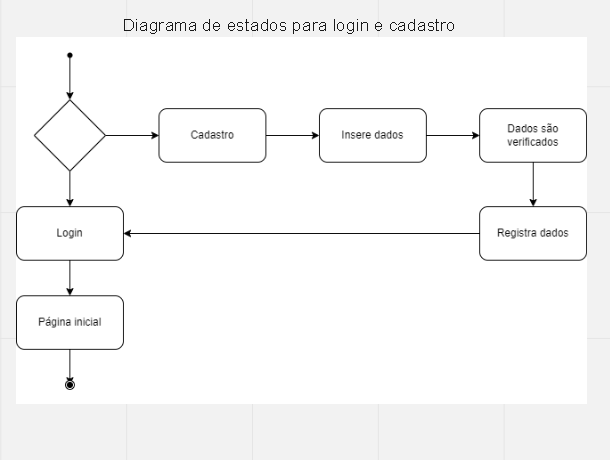 Diagrama de estados para login e cadastro
Cadastro
Insere dados
Dados são
verificados
Login
Registra dados
Página inicial